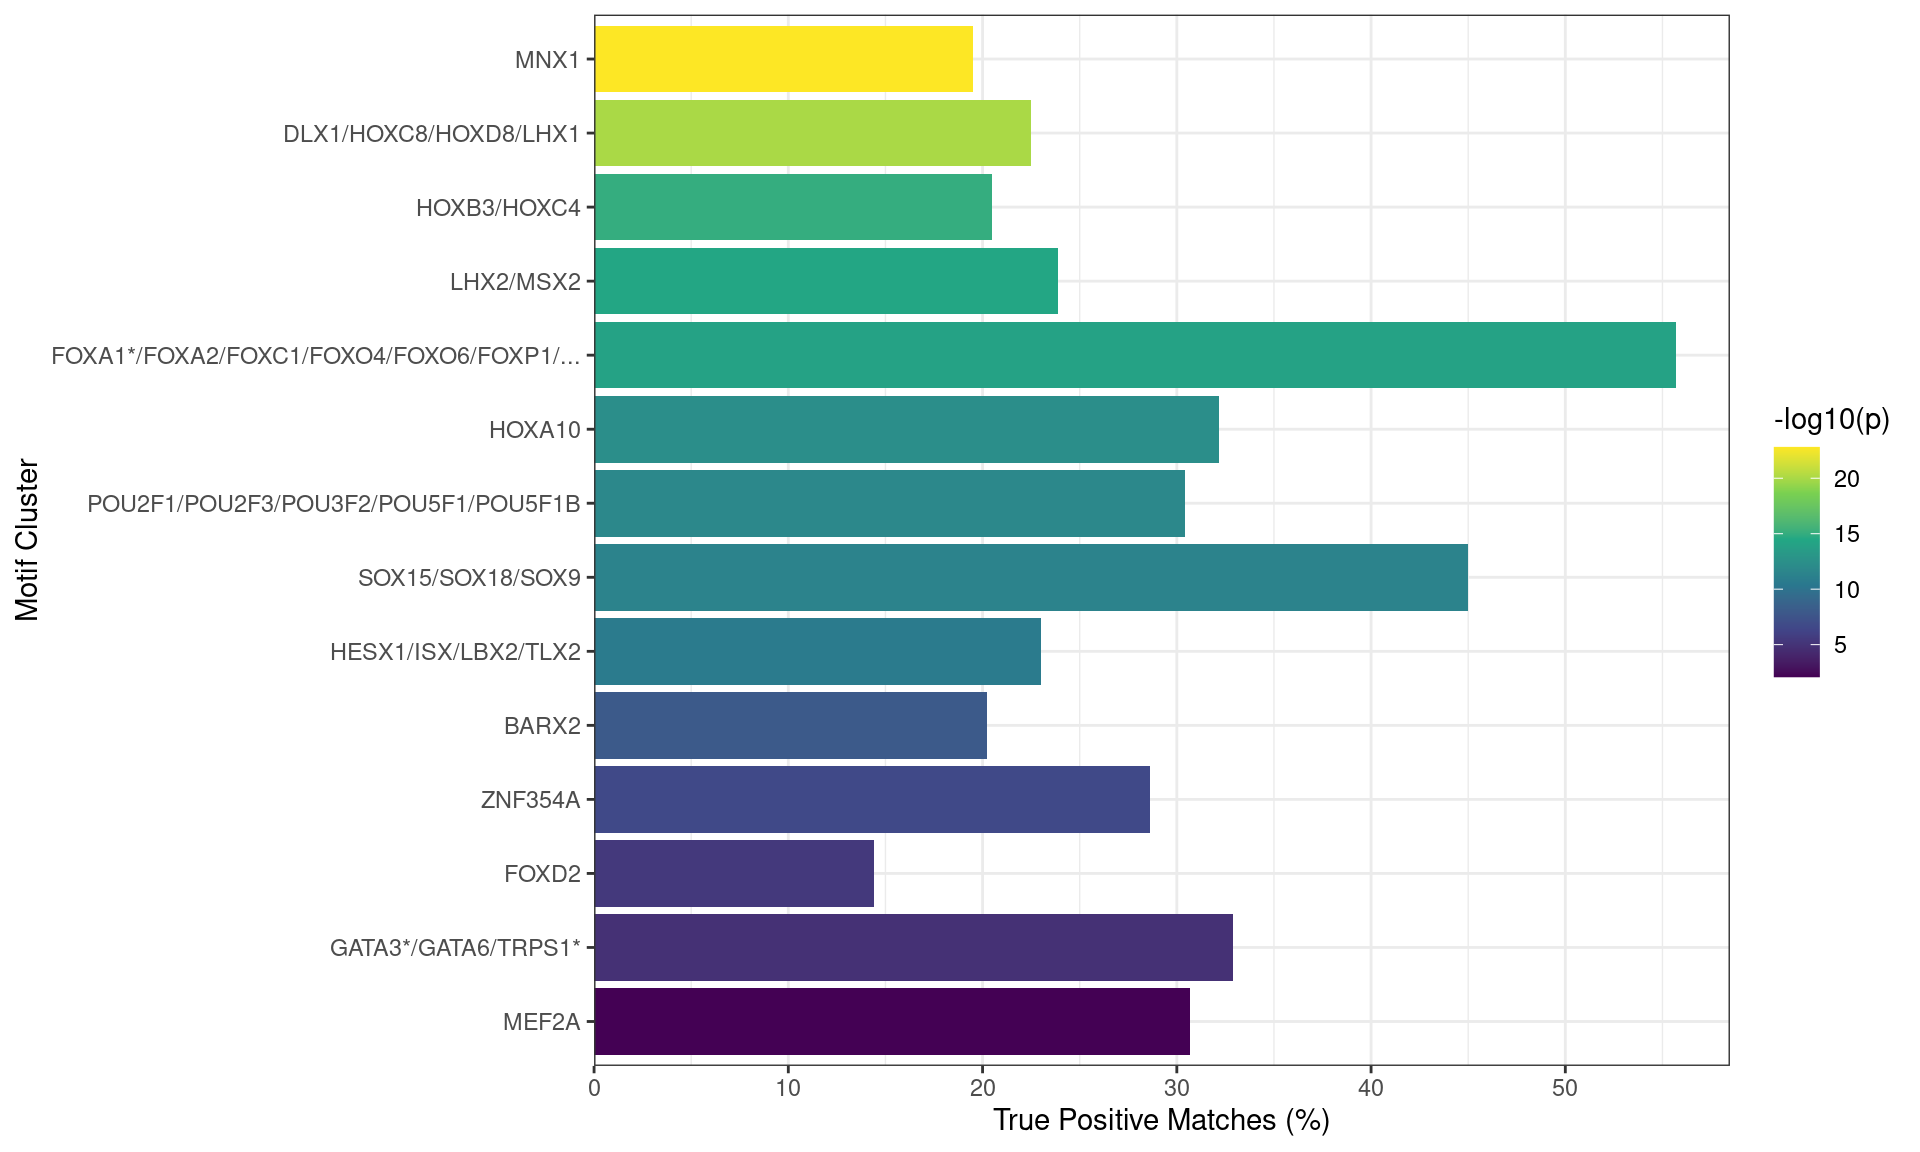 MNX1
DLX1/HOXC8/HOXD8/LHX1
HOXB3/HOXC4
LHX2/MSX2
FOXA1*/FOXA2/FOXC1/FOXO4/FOXO6/FOXP1/...
HOXA10
POU2F1/POU2F3/POU3F2/POU5F1/POU5F1B
SOX15/SOX18/SOX9
HESX1/ISX/LBX2/TLX2
BARX2
ZNF354A
FOXD2
GATA3*/GATA6/TRPS1*
MEF2A
Motif Cluster
0 10 20 30 40 50
True Positive Matches (%)
-log10(p)
20
15
10
5